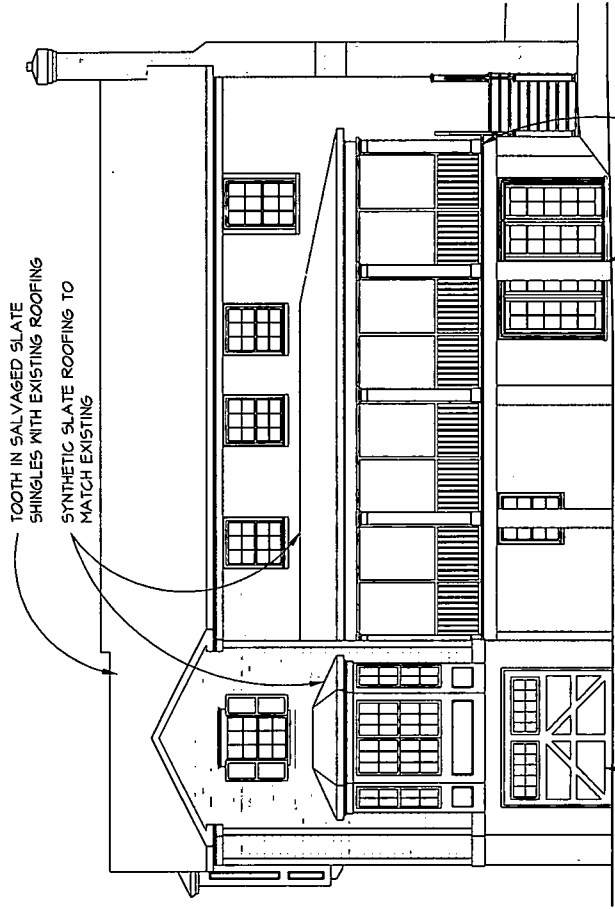 TOOTH IN SALVAGED SLATE
SHINGLES WITH EXISTING ROOFING
SYNTHETIC SLATE ROOFING TO
MATCH EXISTING